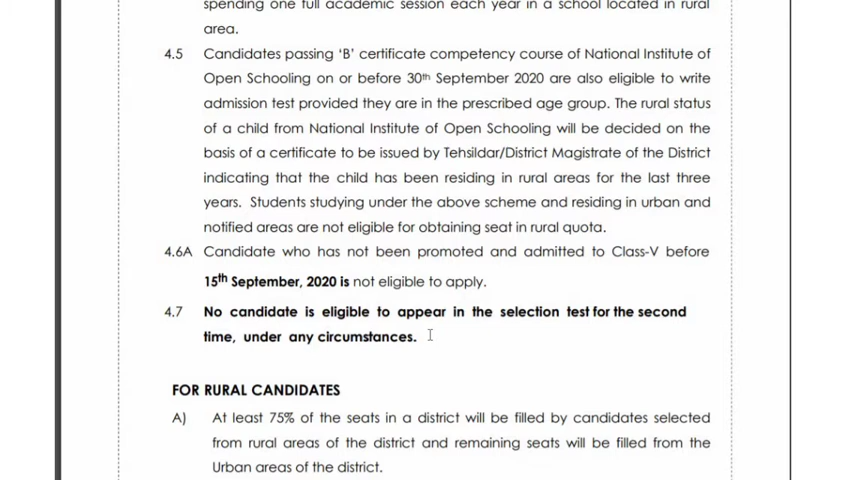 spending one full academic session each year in a school located in rural
area.
4.5 Candidates passing ‘B’ certificate competency course of National Institute of
Open Schooling on or before 30th September 2020 are also eligible to write
admission test provided they are in the prescribed age group. The rural status
of a child from National Institute of Open Schooling will be decided on the
basis of a certificate to be issued by Tehsildar/District Magistrate of the District
indicating that the child has been residing in rural areas for the last three
years. Students studying under the above scheme and residing in urban and
notified areas are not eligible for obtaining seat in rural quota.
4.6A Candidate who has not been promoted and admitted to Class-V before
15th September, 2020 is not eligible to apply.
4.7 No candidate is eligible to appear in the selection test for the second
time, under any circumstances.
FOR RURAL CANDIDATES
A) At least 75% of the seats in a district will be filled by candidates selected
from rural areas of the district and remaining seats will be filled from the
Urban areas of the district.